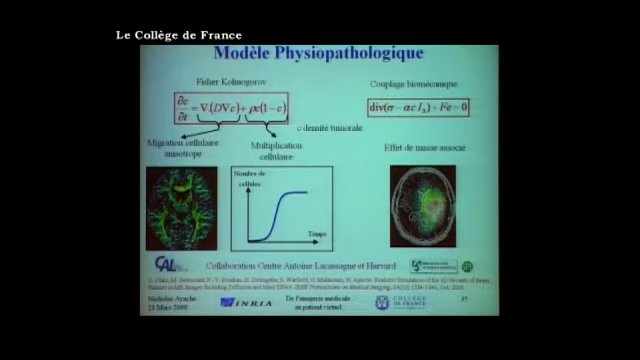 Le Collège de France
Modèle Physiopathologique
Fisher Kolmogorov
Couplage biomécanique
∂c/∂t = ∇.(D∇c) + ρc(1−c)
div(σ − αc I₃) + Fe = 0
c densité tumorale
Migration cellulaire
anisotrope
Multiplication
cellulaire
Effet de masse associé
Nombre de
cellules
Temps
CAL
Collaboration Centre Antoine Lacassagne et Harvard
Nicholas Ayache
21 Mars 2008
INRIA
De l'imagerie médicale
au patient virtuel
COLLÈGE
DE FRANCE